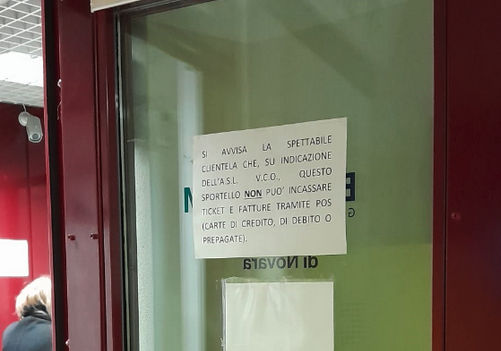 SI AVVISA LA SPETTABILE
CLIENTELA CHE, SU INDICAZIONE
DELL'A.S.L. V.C.O., QUESTO
SPORTELLO NON PUO' INCASSARE
TICKET E FATTURE TRAMITE POS
(CARTE DI CREDITO, DI DEBITO O
PREPAGATE).
di Novara